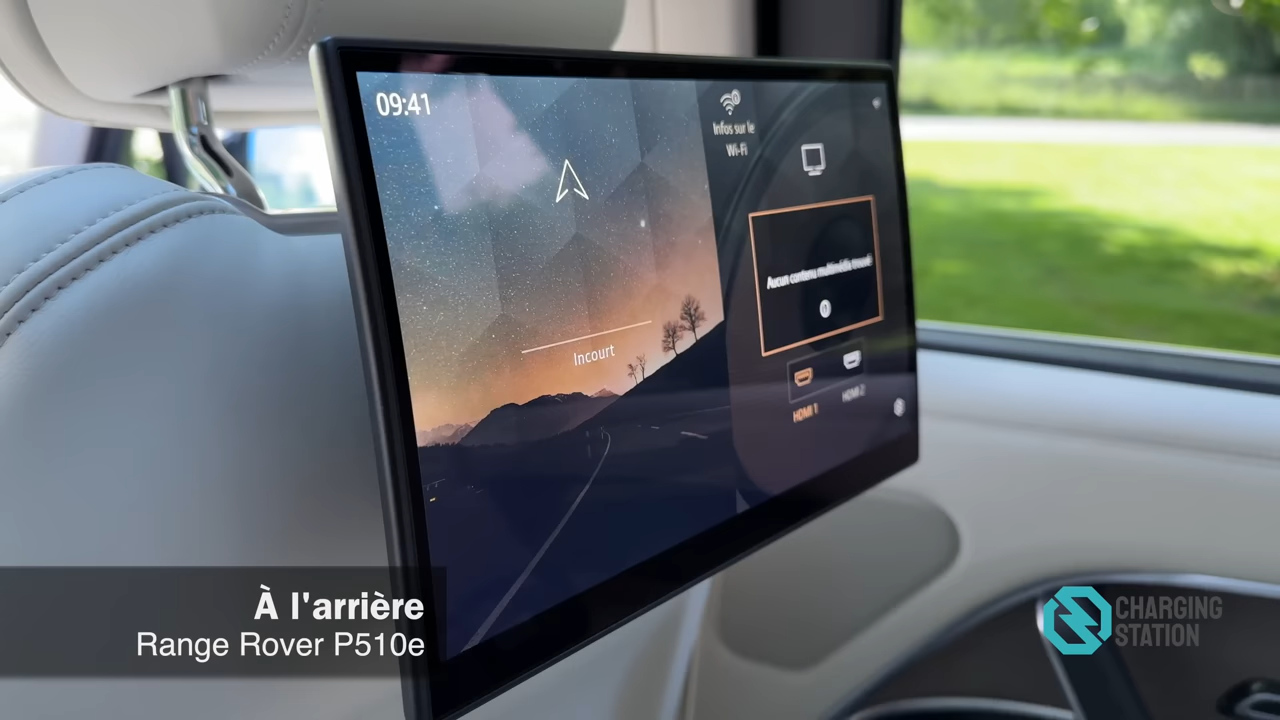 09:41
Incourt
Infos sur le
Wi-Fi
Aucun contenu multimédia trouvé
HDMI 1
HDMI 2
À l'arrière
Range Rover P510e
CHARGING
STATION